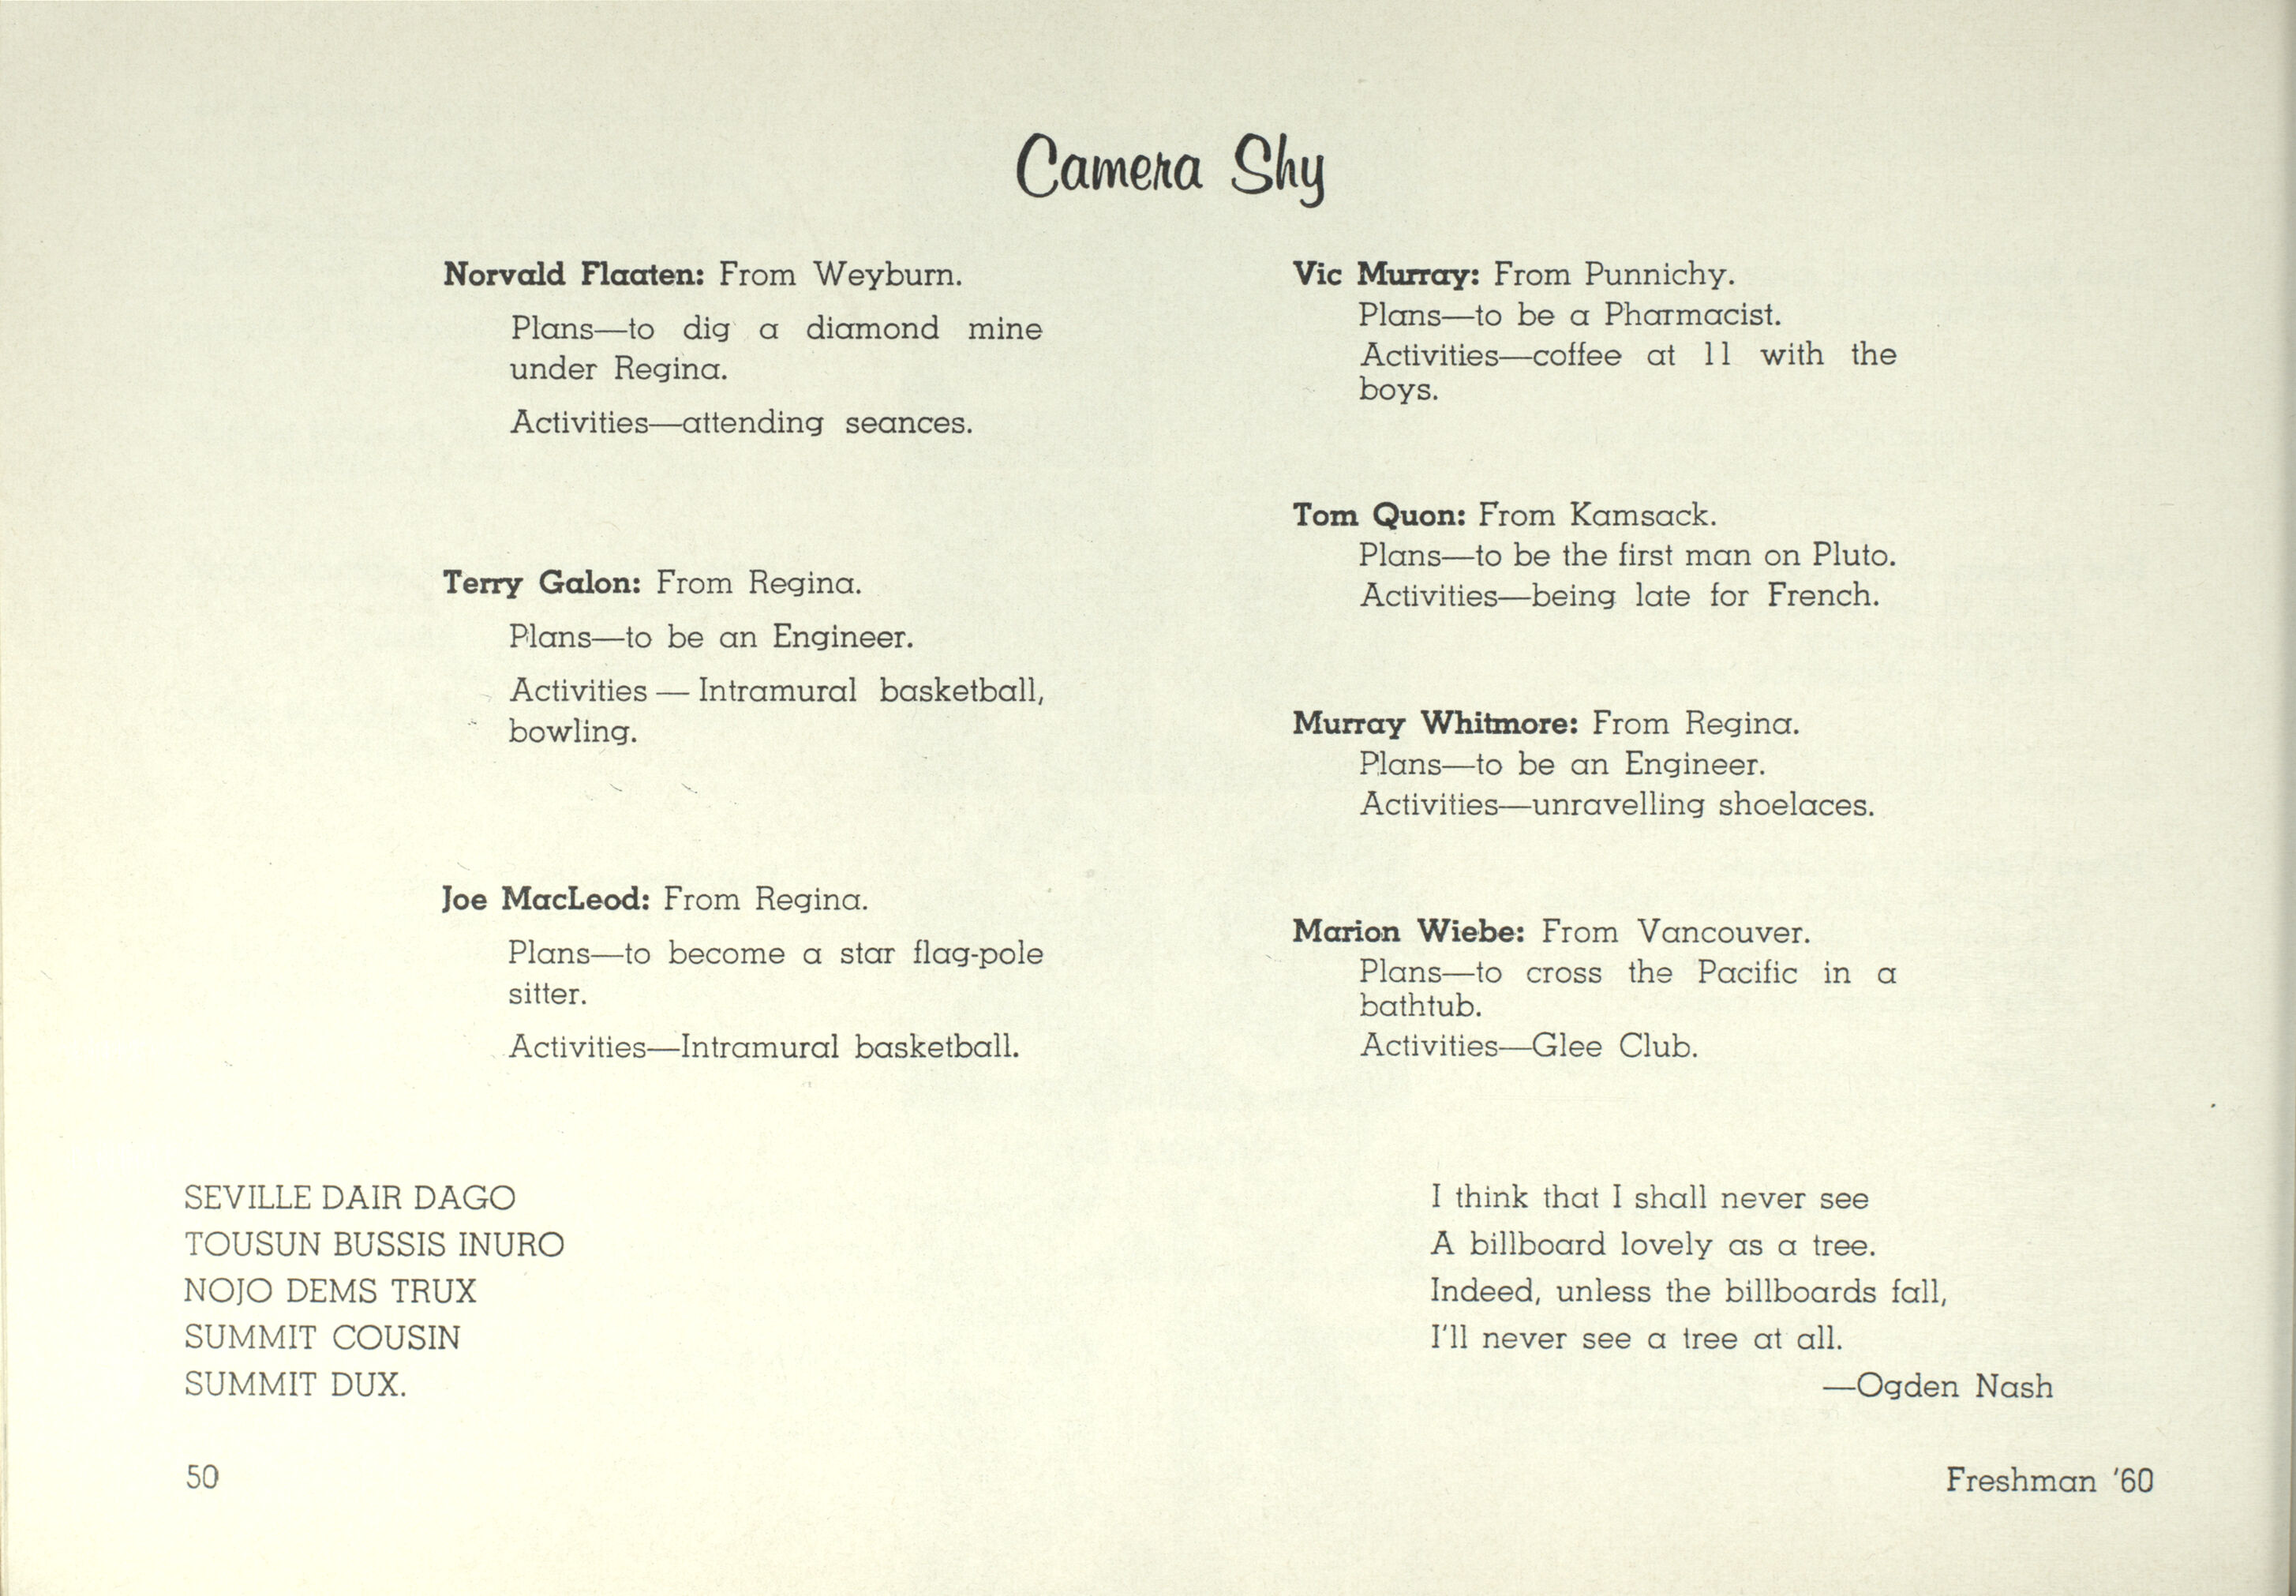 Camera Shy
Norvald Flaaten: From Weyburn.
Plans—to dig a diamond mine
under Regina.
Activities—attending seances.
Terry Galon: From Regina.
Plans—to be an Engineer.
Activities — Intramural basketball,
bowling.
Joe MacLeod: From Regina.
Plans—to become a star flag-pole
sitter.
Activities—Intramural basketball.
Vic Murray: From Punnichy.
Plans—to be a Pharmacist.
Activities—coffee at 11 with the
boys.
Tom Quon: From Kamsack.
Plans—to be the first man on Pluto.
Activities—being late for French.
Murray Whitmore: From Regina.
Plans—to be an Engineer.
Activities—unravelling shoelaces.
Marion Wiebe: From Vancouver.
Plans—to cross the Pacific in a
bathtub.
Activities—Glee Club.
SEVILLE DAIR DAGO
TOUSUN BUSSIS INURO
NOJO DEMS TRUX
SUMMIT COUSIN
SUMMIT DUX.
I think that I shall never see
A billboard lovely as a tree.
Indeed, unless the billboards fall,
I'll never see a tree at all.
—Ogden Nash
50
Freshman '60